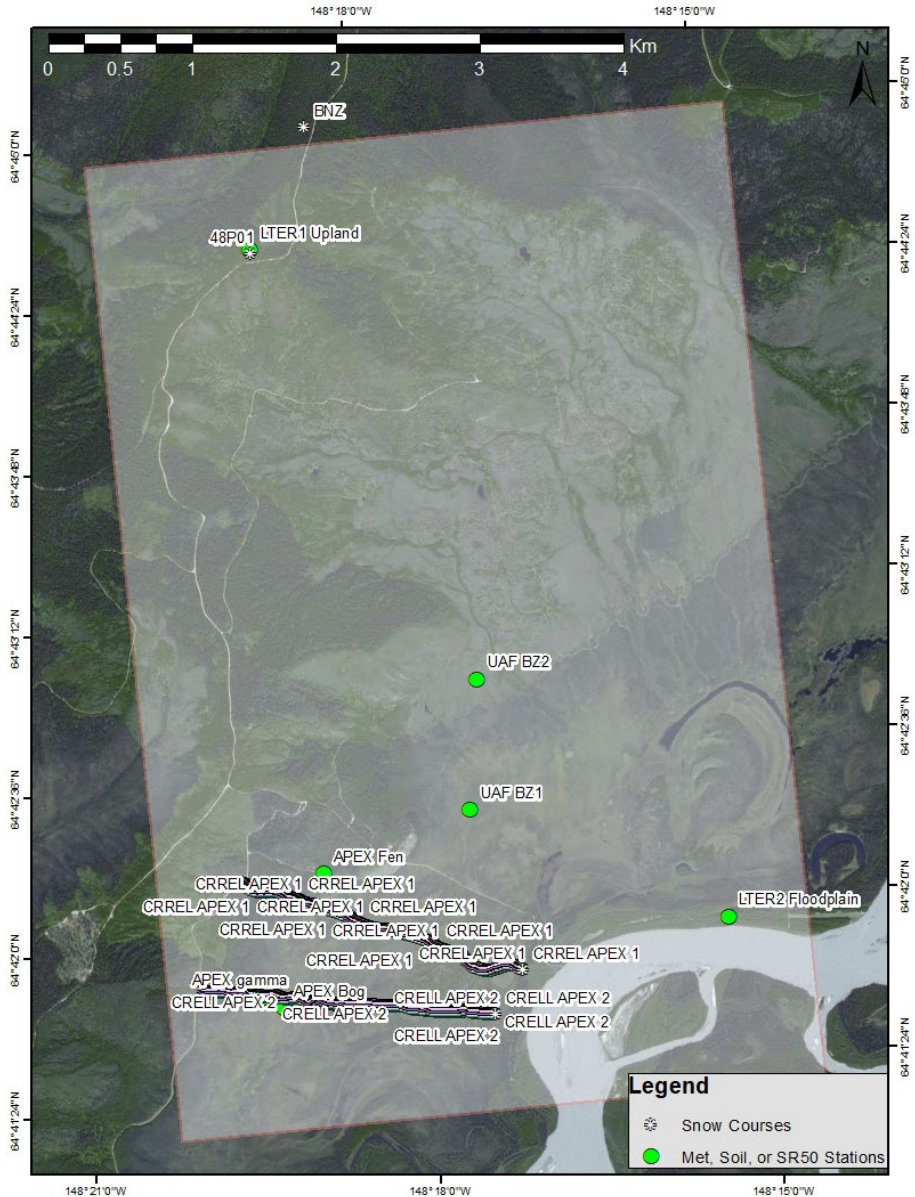 148°18'0"W 148°15'0"W
Km
0 0.5 1 2 3 4
N
64°45'0"N
64°45'0"N
BNZ
48P01 LTER1 Upland
64°44'24"N
64°44'24"N
64°43'48"N
64°43'48"N
64°43'12"N
64°43'12"N
UAF BZ2
64°42'36"N
64°42'36"N
UAF BZ1
APEX Fen
CRREL APEX 1 CRREL APEX 1
64°42'0"N
CRREL APEX 1 CRREL APEX 1 CRREL APEX 1
LTER2 Floodplain
CRREL APEX 1 CRREL APEX 1 CRREL APEX 1
CRREL APEX 1 CRREL APEX 1
CRREL APEX 1
64°42'0"N
APEX gamma
APEX Bog
CRELL APEX 2 CRELL APEX 2 CRELL APEX 2
CRELL APEX 2 CRELL APEX 2
CRELL APEX 2
64°41'24"N
64°41'24"N
Legend
Snow Courses
Met, Soil, or SR50 Stations
148°21'0"W 148°18'0"W 148°15'0"W